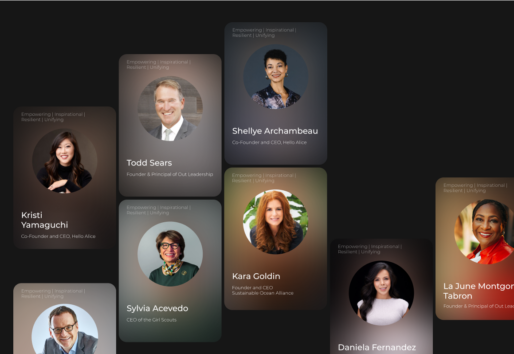 Empowering | Inspirational |
Resilient | Unifying
Shellye Archambeau
Co-Founder and CEO, Hello Alice
Empowering | Inspirational |
Resilient | Unifying
Todd Sears
Founder & Principal of Out Leadership
Empowering | Inspirational |
Resilient | Unifying
Kristi
Yamaguchi
Co-Founder and CEO, Hello Alice
Empowering | Inspirational |
Resilient | Unifying
Kara Goldin
Founder and CEO
Sustainable Ocean Alliance
Empowering | Inspirational |
Resilient | Unifying
Sylvia Acevedo
CEO of the Girl Scouts
Empowering | Inspirational |
Resilient | Unifying
La June Montgom
Tabron
Founder & Principal of Out Lea
Empowering | Inspirational |
Resilient | Unifying
Daniela Fernandez
Empowering | Inspirational |
Resilient | Unifying